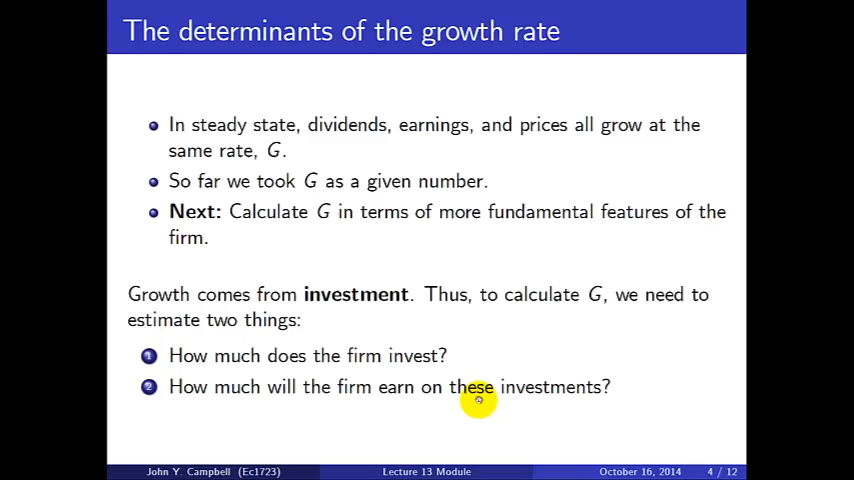 The determinants of the growth rate
In steady state, dividends, earnings, and prices all grow at the
same rate, G.
So far we took G as a given number.
Next: Calculate G in terms of more fundamental features of the
firm.
Growth comes from investment. Thus, to calculate G, we need to
estimate two things:
1 How much does the firm invest?
2 How much will the firm earn on these investments?
John Y. Campbell (Ec1723) Lecture 13 Module October 16, 2014 4 / 12